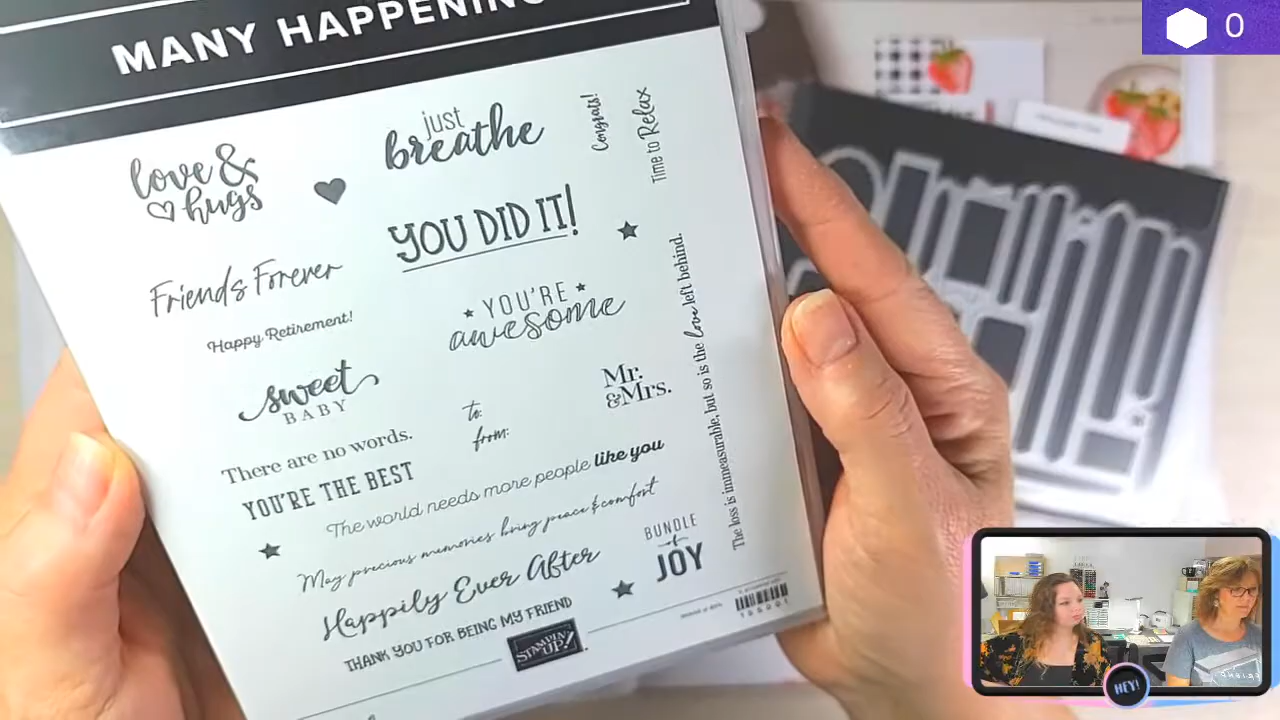 0
MANY HAPPENING
love &
hugs
just
breathe
Congrats!
Time to Relax
YOU DID IT!
Friends Forever
Happy Retirement!
YOU'RE
awesome
sweet
BABY
to:
from:
Mr.
&Mrs.
The loss is immeasurable, but so is the love left behind.
There are no words.
YOU'RE THE BEST
The world needs more people like you
May precious memories bring peace & comfort
Happily Ever After
BUNDLE
of
JOY
THANK YOU FOR BEING MY FRIEND
STAMPIN'
UP!
HEY!